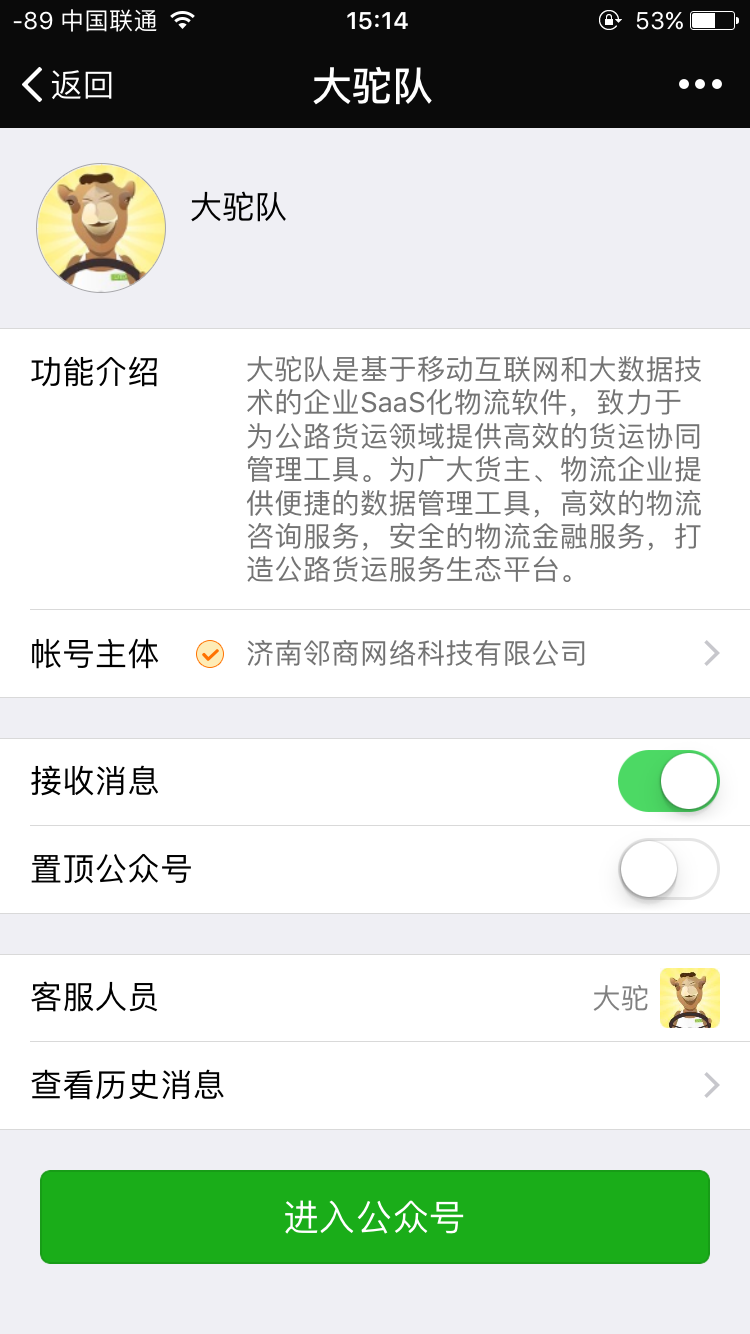 -89 中国联通 15:14 53%
返回 大驼队
大驼队
功能介绍 大驼队是基于移动互联网和大数据技
术的企业SaaS化物流软件，致力于
为公路货运领域提供高效的货运协同
管理工具。为广大货主、物流企业提
供便捷的数据管理工具，高效的物流
咨询服务，安全的物流金融服务，打
造公路货运服务生态平台。
帐号主体 济南邻商网络科技有限公司
接收消息
置顶公众号
客服人员 大驼
查看历史消息
进入公众号